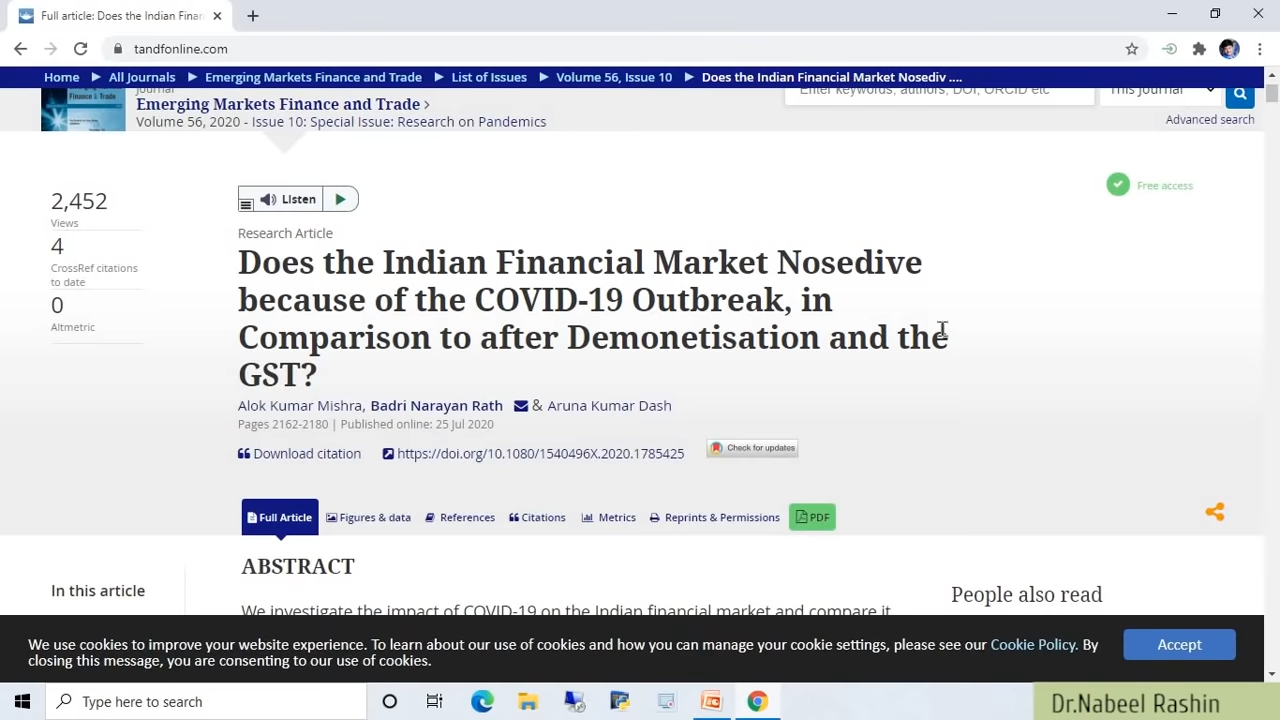 Full article: Does the Indian Finan
tandfonline.com
Home All Journals Emerging Markets Finance and Trade List of Issues Volume 56, Issue 10 Does the Indian Financial Market Nosediv ....
Finance & Trade
Journal
Emerging Markets Finance and Trade >
Volume 56, 2020 - Issue 10: Special Issue: Research on Pandemics
Enter keywords, authors, DOI, ORCID etc
This journal
Advanced search
2,452
Views
4
CrossRef citations
to date
0
Altmetric
Listen
Free access
Research Article
Does the Indian Financial Market Nosedive
because of the COVID-19 Outbreak, in
Comparison to after Demonetisation and the
GST?
Alok Kumar Mishra, Badri Narayan Rath & Aruna Kumar Dash
Pages 2162-2180 | Published online: 25 Jul 2020
Download citation https://doi.org/10.1080/1540496X.2020.1785425 Check for updates
Full Article Figures & data References Citations Metrics Reprints & Permissions PDF
ABSTRACT
In this article
People also read
We investigate the impact of COVID-19 on the Indian financial market and compare it
We use cookies to improve your website experience. To learn about our use of cookies and how you can manage your cookie settings, please see our Cookie Policy. By
closing this message, you are consenting to our use of cookies.
Accept
Type here to search
Dr.Nabeel Rashin